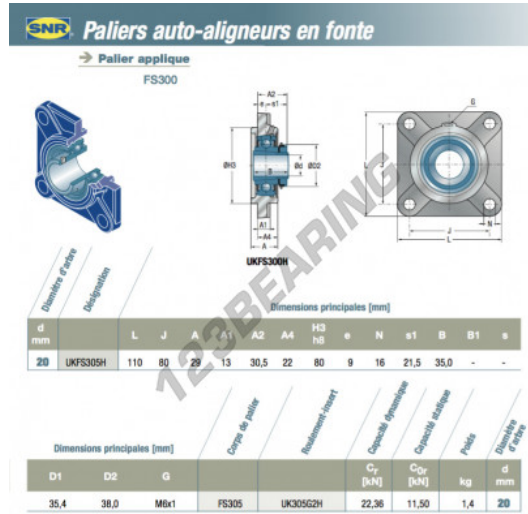 SNR Paliers auto-aligneurs en fonte
Palier applique
FS300
A2
e s1
G
ØH3
B
Ød
ØD2
L
J
A1
A4
A
N
J
L
UKFS300H
123BEARING
Diamètre d'arbre
Désignation
Dimensions principales [mm]
d mm L J A A1 A2 A4 H3 h8 e N s1 B B1 s
20 UKFS305H 110 80 29 13 30,5 22 80 9 16 21,5 35,0 - - -
Dimensions principales [mm]
Corps de palier
Roulement-insert
Capacité dynamique
Capacité statique
Poids
Diamètre d'arbre
D1 D2 G Cr [kN] C0r [kN] kg d mm
35,4 38,0 M6x1 FS305 UK305G2H 22,36 11,50 1,4 20